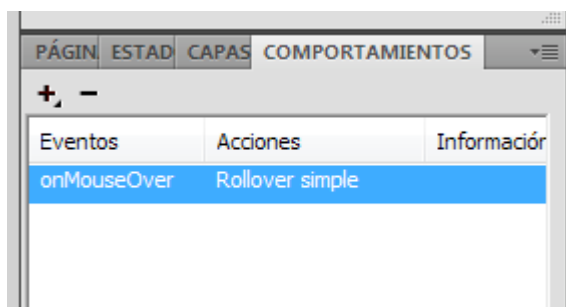 PÁGIN ESTAD CAPAS COMPORTAMIENTOS
Eventos Acciones Informaciór
onMouseOver Rollover simple